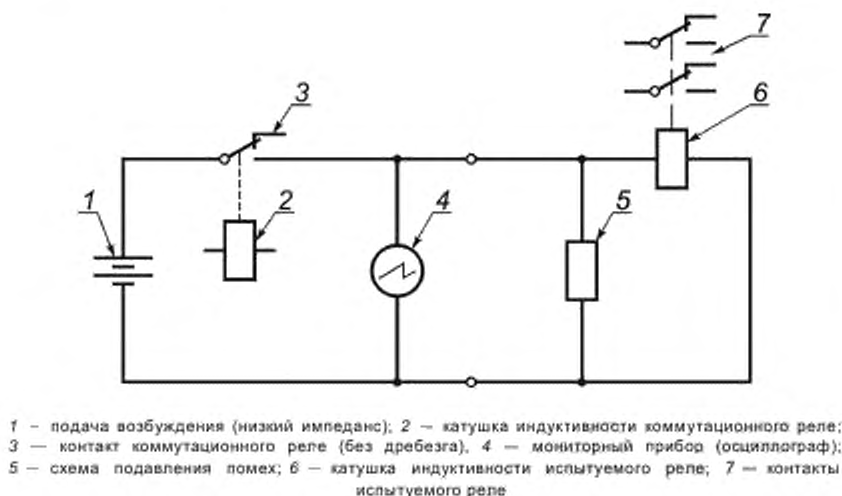 7
3
6
1
2
4
5
1 – подача возбуждения (низкий импеданс); 2 — катушка индуктивности коммутационного реле;
3 — контакт коммутационного реле (без дребезга), 4 — мониторный прибор (осциллограф);
5 — схема подавления помех; 6 — катушка индуктивности испытуемого реле; 7 — контакты
испытуемого реле